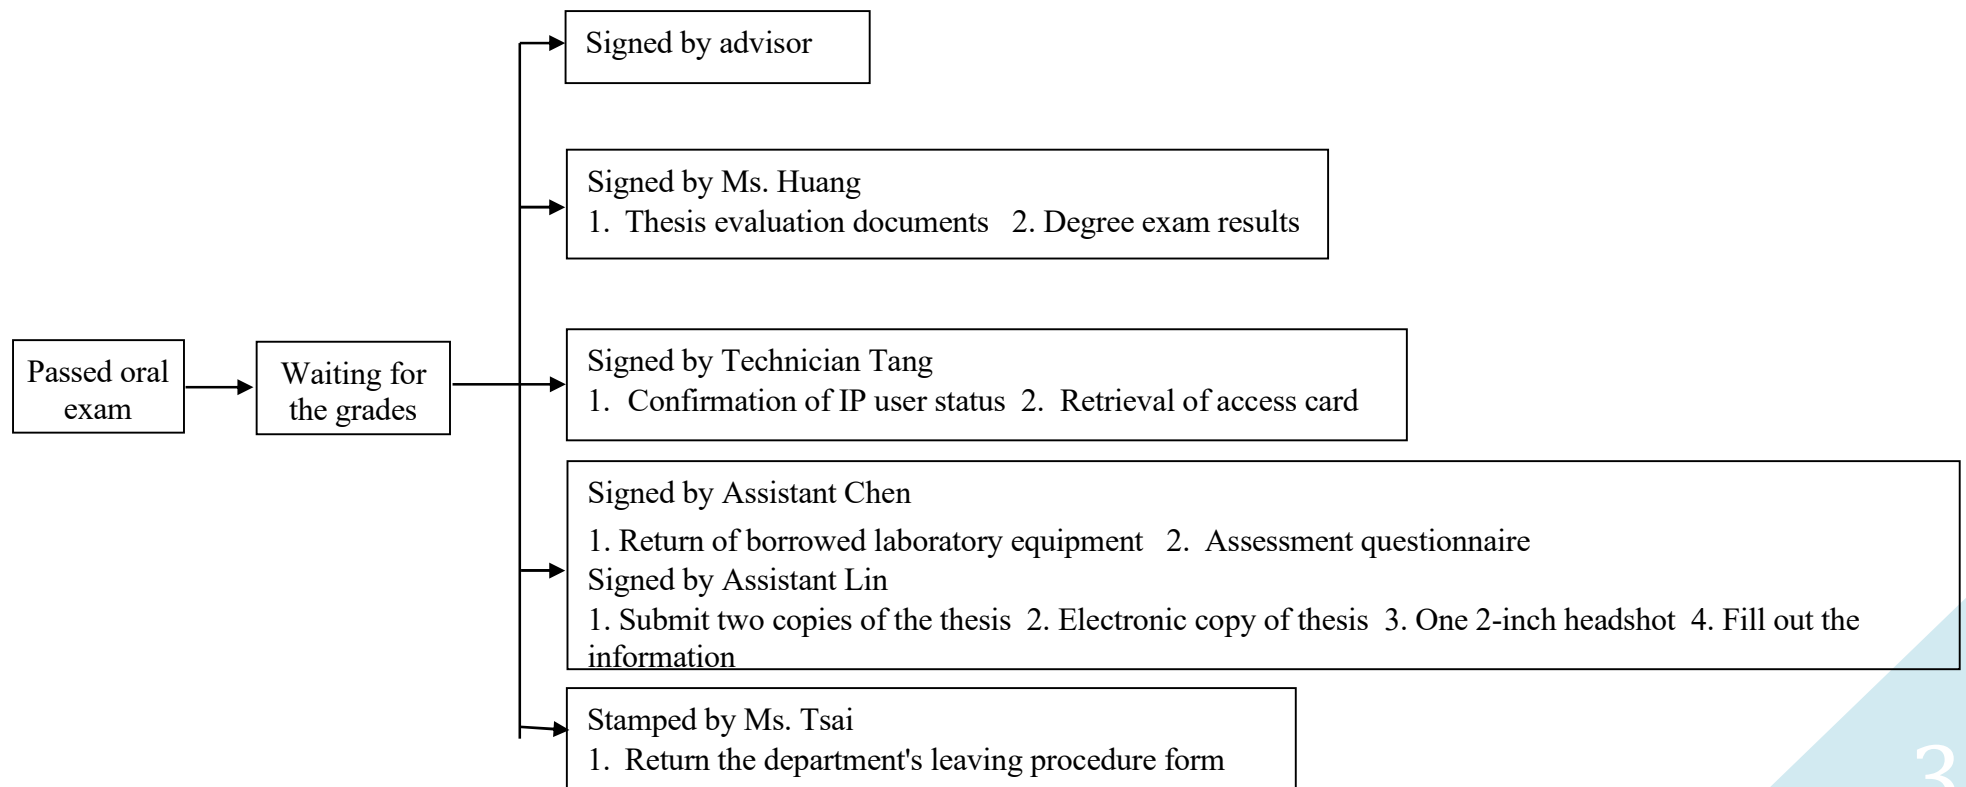 Signed by advisor
Signed by Ms. Huang
1. Thesis evaluation documents 2. Degree exam results
Passed oral
exam
Waiting for
the grades
Signed by Technician Tang
1. Confirmation of IP user status 2. Retrieval of access card
Signed by Assistant Chen
1. Return of borrowed laboratory equipment 2. Assessment questionnaire
Signed by Assistant Lin
1. Submit two copies of the thesis 2. Electronic copy of thesis 3. One 2-inch headshot 4. Fill out the
information
Stamped by Ms. Tsai
1. Return the department's leaving procedure form
3